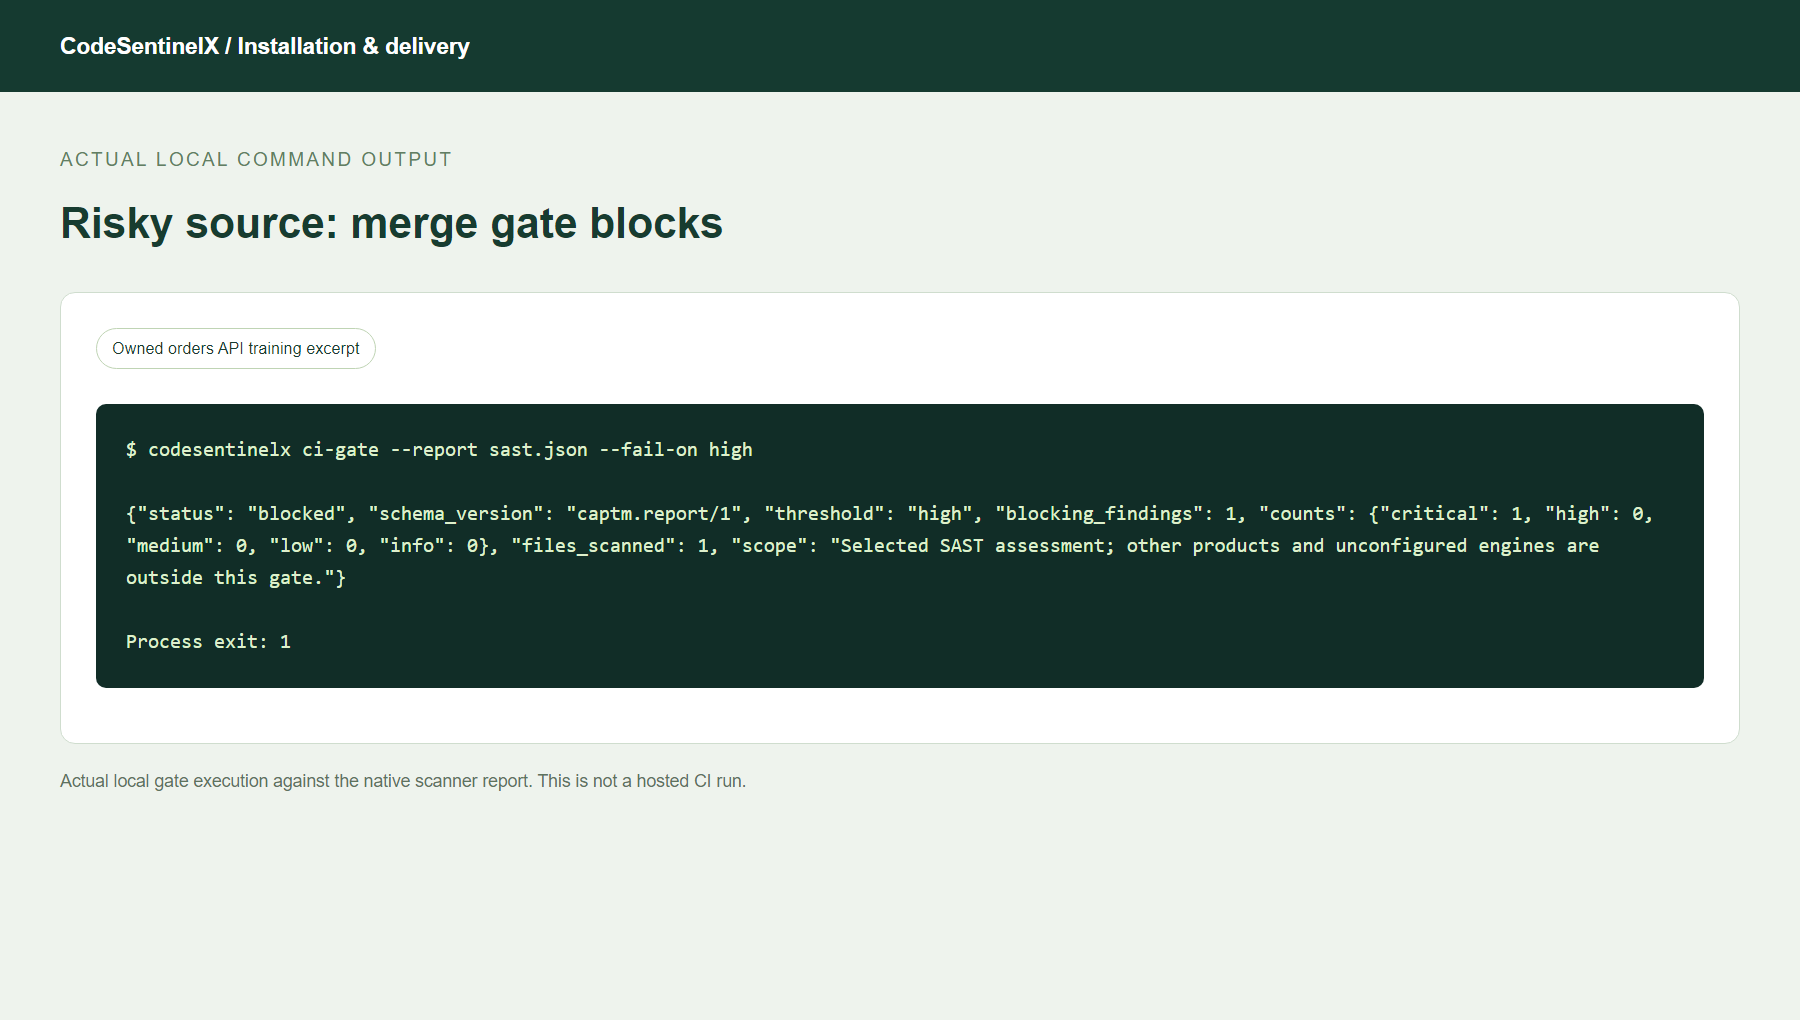 CodeSentinelX / Installation & delivery
ACTUAL LOCAL COMMAND OUTPUT
Risky source: merge gate blocks
Owned orders API training excerpt
$ codesentinelx ci-gate --report sast.json --fail-on high
{"status": "blocked", "schema_version": "captm.report/1", "threshold": "high", "blocking_findings": 1, "counts": {"critical": 1, "high": 0,
"medium": 0, "low": 0, "info": 0}, "files_scanned": 1, "scope": "Selected SAST assessment; other products and unconfigured engines are
outside this gate."}
Process exit: 1
Actual local gate execution against the native scanner report. This is not a hosted CI run.